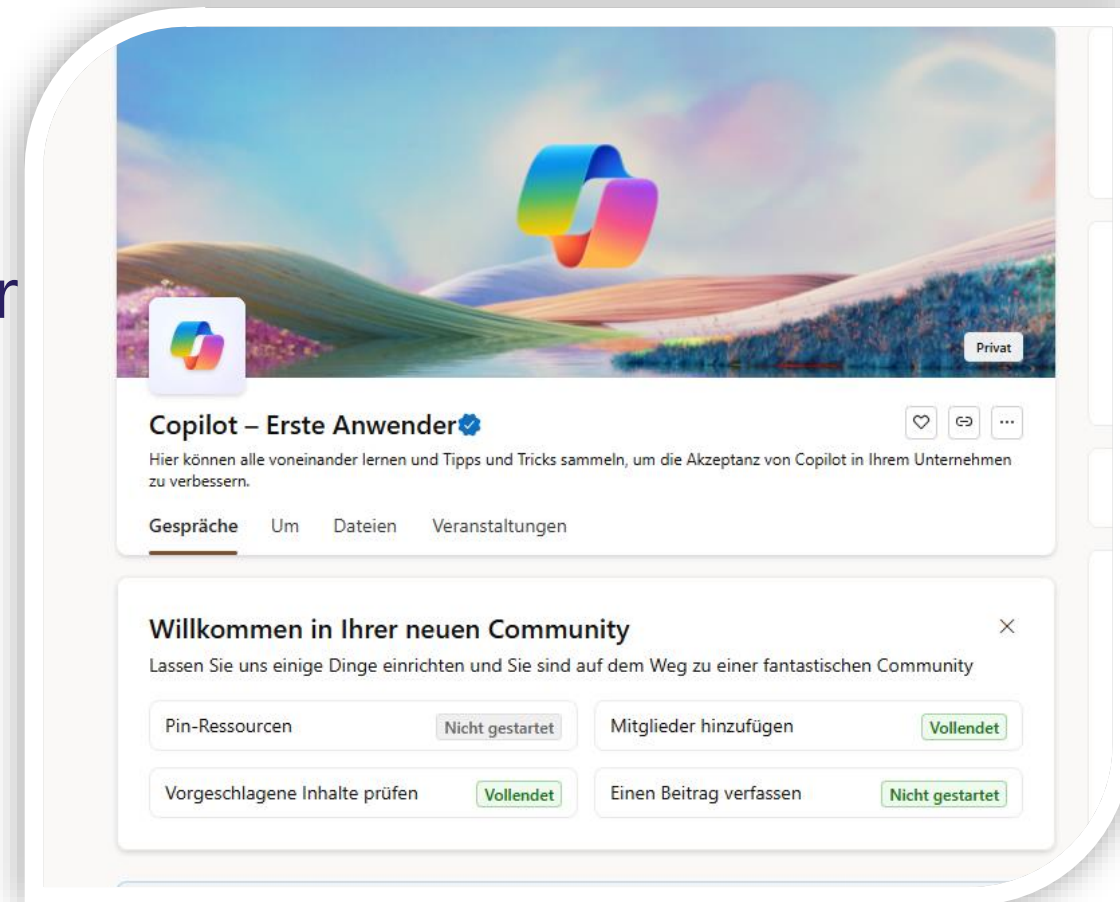 r
Privat
Copilot – Erste Anwender
Hier können alle voneinander lernen und Tipps und Tricks sammeln, um die Akzeptanz von Copilot in Ihrem Unternehmen
zu verbessern.
Gespräche Um Dateien Veranstaltungen
Willkommen in Ihrer neuen Community
Lassen Sie uns einige Dinge einrichten und Sie sind auf dem Weg zu einer fantastischen Community
Pin-Ressourcen Nicht gestartet Mitglieder hinzufügen Vollendet
Vorgeschlagene Inhalte prüfen Vollendet Einen Beitrag verfassen Nicht gestartet